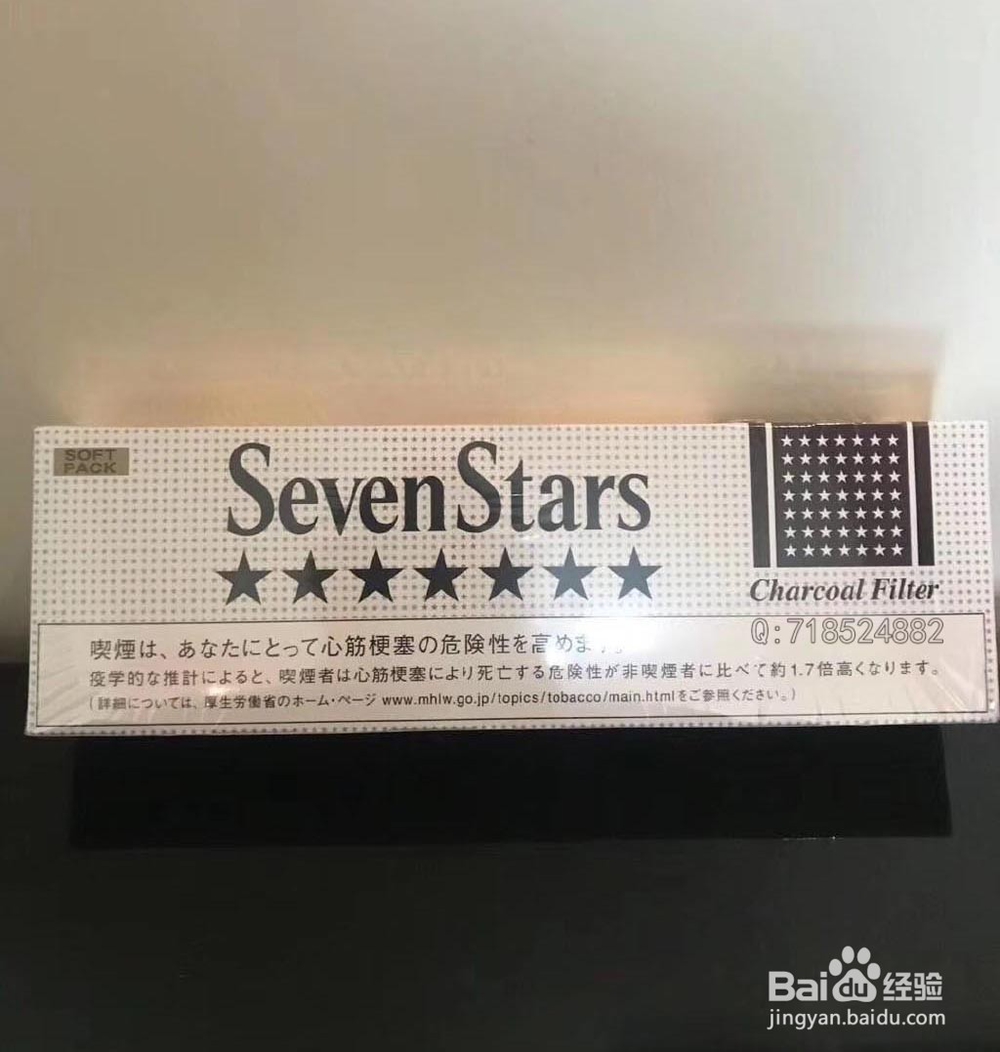 SOFT
PACK
SevenStars
★★★★★★★
Charcoal Filter
Q:718524882
喫煙は、あなたにとって心筋梗塞の危険性を高めます。
疫学的な推計によると、喫煙者は心筋梗塞により死亡する危険性が非喫煙者に比べて約1.7倍高くなります。
(詳細については、厚生労働省のホーム・ページ www.mhlw.go.jp/topics/tobacco/main.htmlをご参照ください。)
Bai du 经验
jingyan.baidu.com